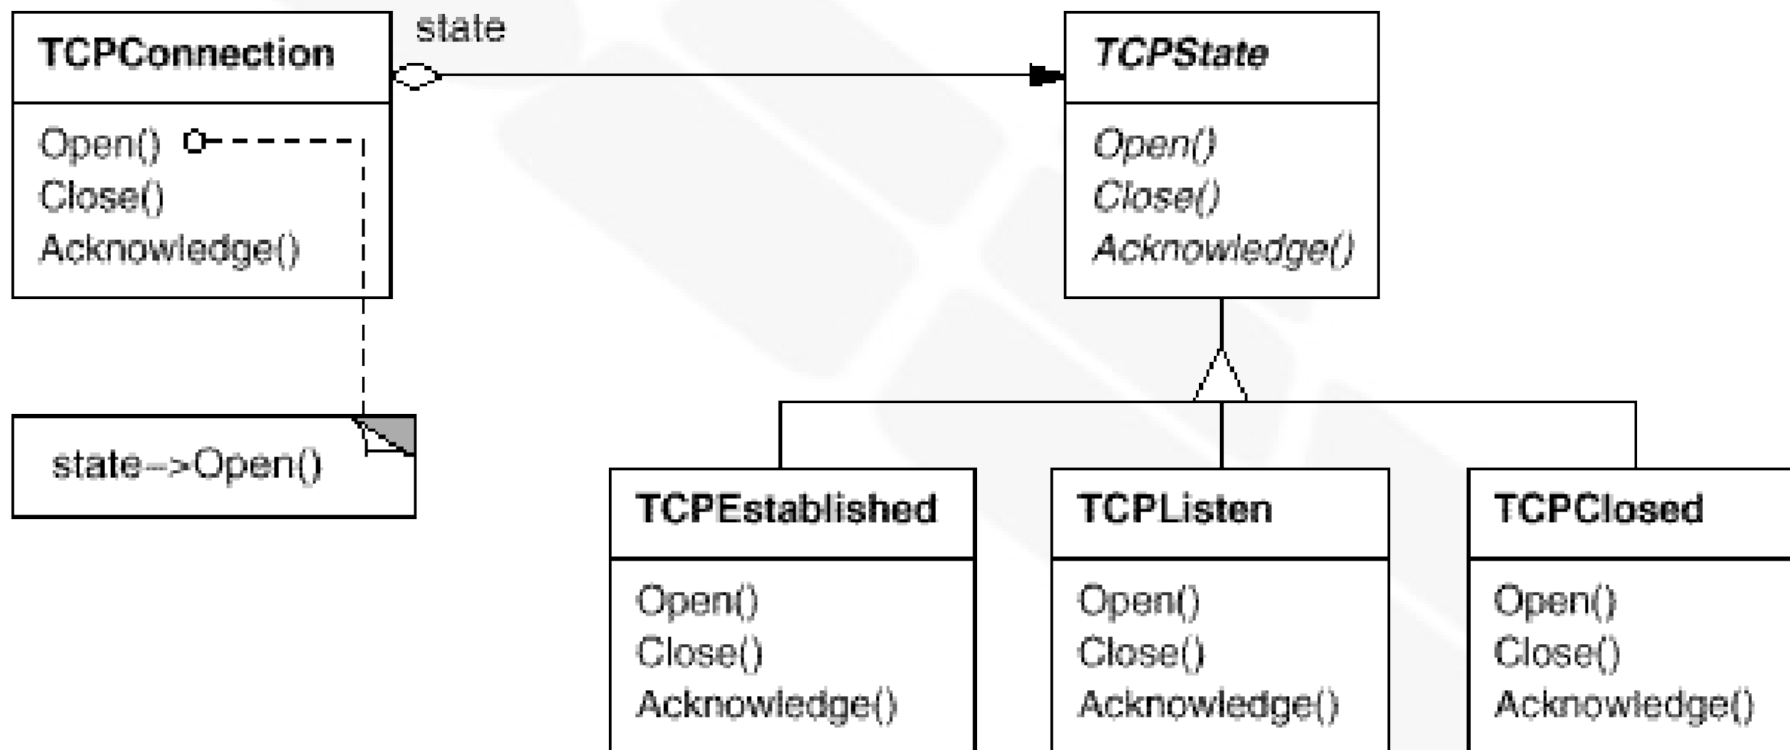 TCPConnection
Open()
Close()
Acknowledge()
state
TCPState
Open()
Close()
Acknowledge()
state-->Open()
TCPEstablished
Open()
Close()
Acknowledge()
TCPListen
Open()
Close()
Acknowledge()
TCPClosed
Open()
Close()
Acknowledge()